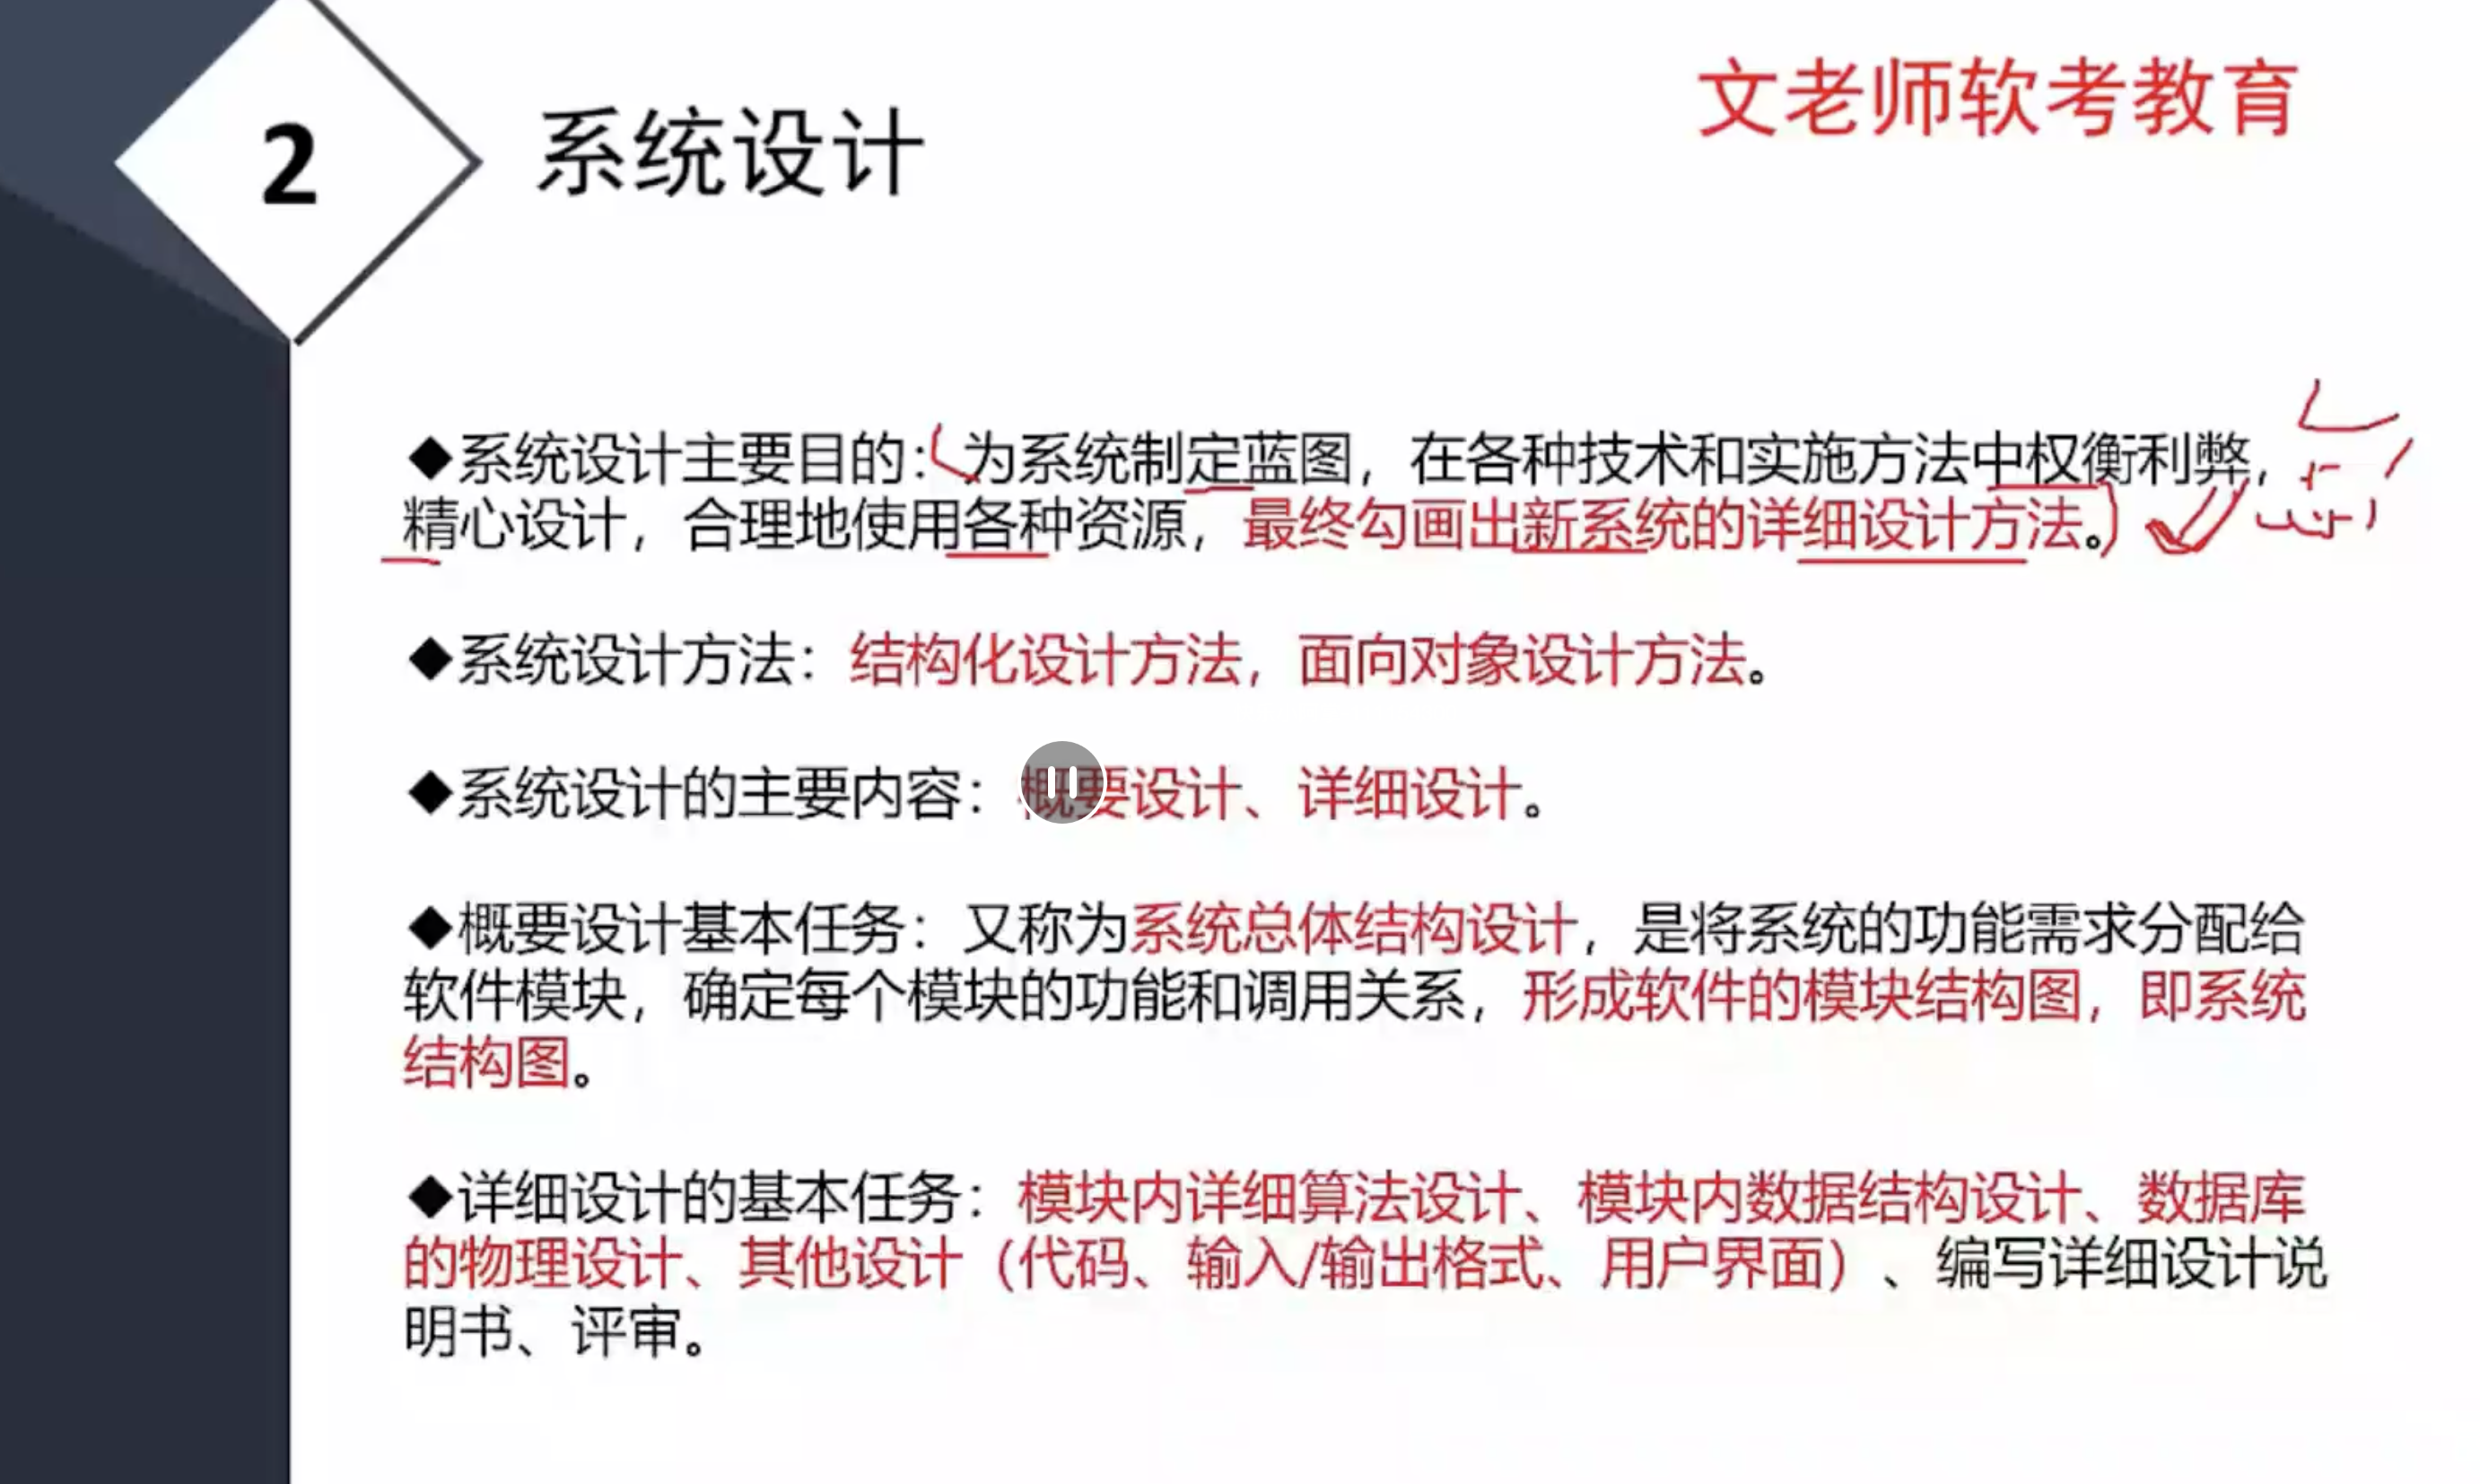 2
系统设计
文老师软考教育
◆系统设计主要目的：为系统制定蓝图，在各种技术和实施方法中权衡利弊，
精心设计，合理地使用各种资源，最终勾画出新系统的详细设计方法。
◆系统设计方法：结构化设计方法，面向对象设计方法。
◆系统设计的主要内容：概要设计、详细设计。
◆概要设计基本任务：又称为系统总体结构设计，是将系统的功能需求分配给
软件模块，确定每个模块的功能和调用关系，形成软件的模块结构图，即系统
结构图。
◆详细设计的基本任务：模块内详细算法设计、模块内数据结构设计、数据库
的物理设计、其他设计（代码、输入/输出格式、用户界面）、编写详细设计说
明书、评审。